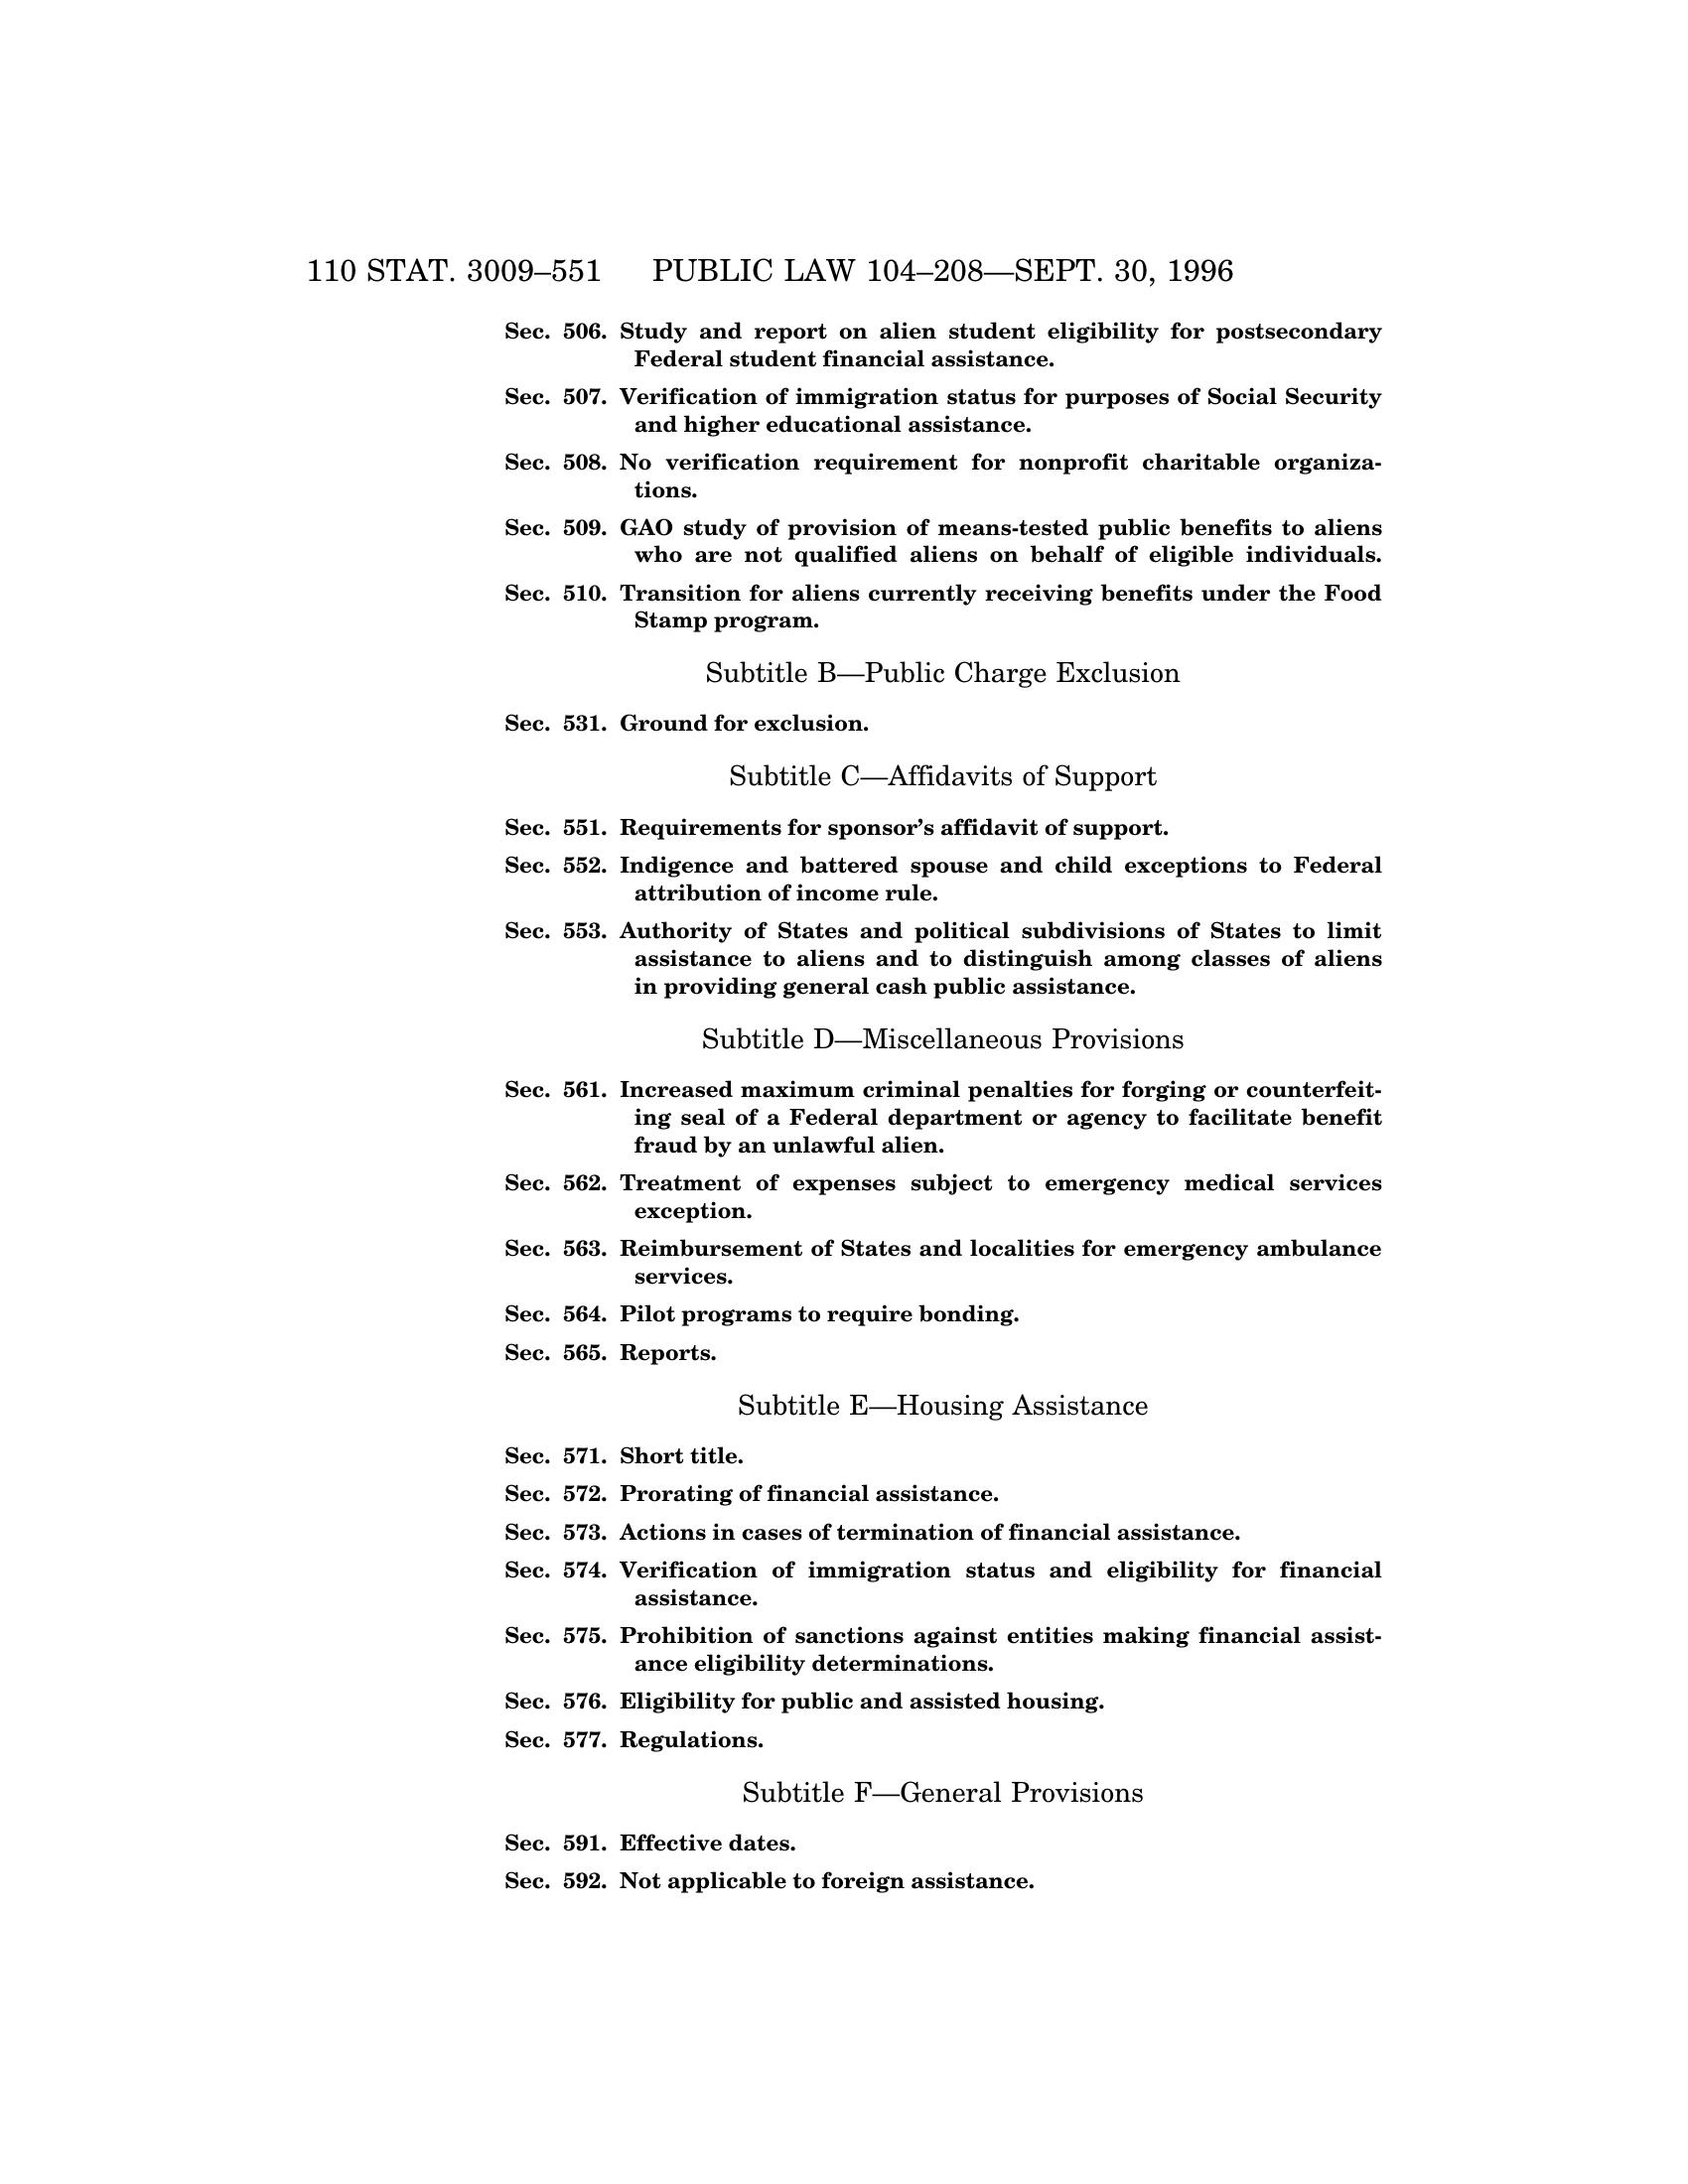 110 STAT. 3009–551 PUBLIC LAW 104–208—SEPT. 30, 1996
Sec. 506. Study and report on alien student eligibility for postsecondary
Federal student financial assistance.
Sec. 507. Verification of immigration status for purposes of Social Security
and higher educational assistance.
Sec. 508. No verification requirement for nonprofit charitable organiza-
tions.
Sec. 509. GAO study of provision of means-tested public benefits to aliens
who are not qualified aliens on behalf of eligible individuals.
Sec. 510. Transition for aliens currently receiving benefits under the Food
Stamp program.
Subtitle B—Public Charge Exclusion
Sec. 531. Ground for exclusion.
Subtitle C—Affidavits of Support
Sec. 551. Requirements for sponsor’s affidavit of support.
Sec. 552. Indigence and battered spouse and child exceptions to Federal
attribution of income rule.
Sec. 553. Authority of States and political subdivisions of States to limit
assistance to aliens and to distinguish among classes of aliens
in providing general cash public assistance.
Subtitle D—Miscellaneous Provisions
Sec. 561. Increased maximum criminal penalties for forging or counterfeit-
ing seal of a Federal department or agency to facilitate benefit
fraud by an unlawful alien.
Sec. 562. Treatment of expenses subject to emergency medical services
exception.
Sec. 563. Reimbursement of States and localities for emergency ambulance
services.
Sec. 564. Pilot programs to require bonding.
Sec. 565. Reports.
Subtitle E—Housing Assistance
Sec. 571. Short title.
Sec. 572. Prorating of financial assistance.
Sec. 573. Actions in cases of termination of financial assistance.
Sec. 574. Verification of immigration status and eligibility for financial
assistance.
Sec. 575. Prohibition of sanctions against entities making financial assist-
ance eligibility determinations.
Sec. 576. Eligibility for public and assisted housing.
Sec. 577. Regulations.
Subtitle F—General Provisions
Sec. 591. Effective dates.
Sec. 592. Not applicable to foreign assistance.